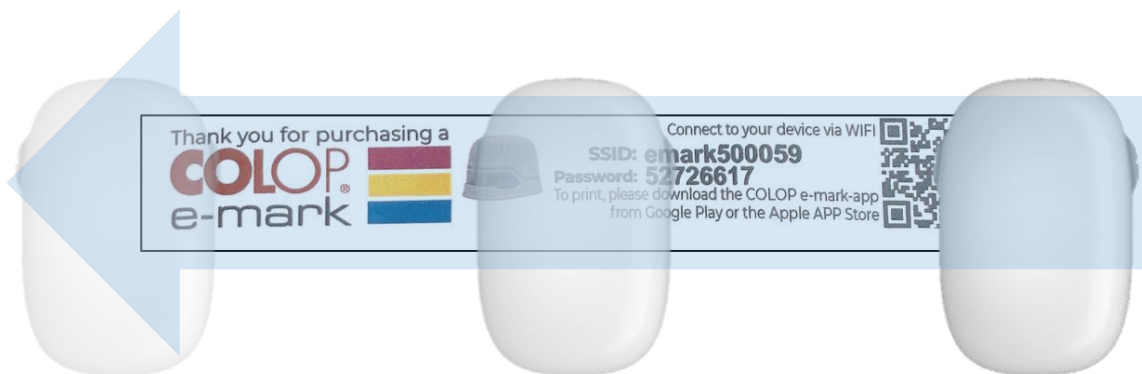 Thank you for purchasing a
COLOP®
e-mark
Connect to your device via WIFI
SSID: emark500059
Password: 52726617
To print, please download the COLOP e-mark-app
from Google Play or the Apple APP Store